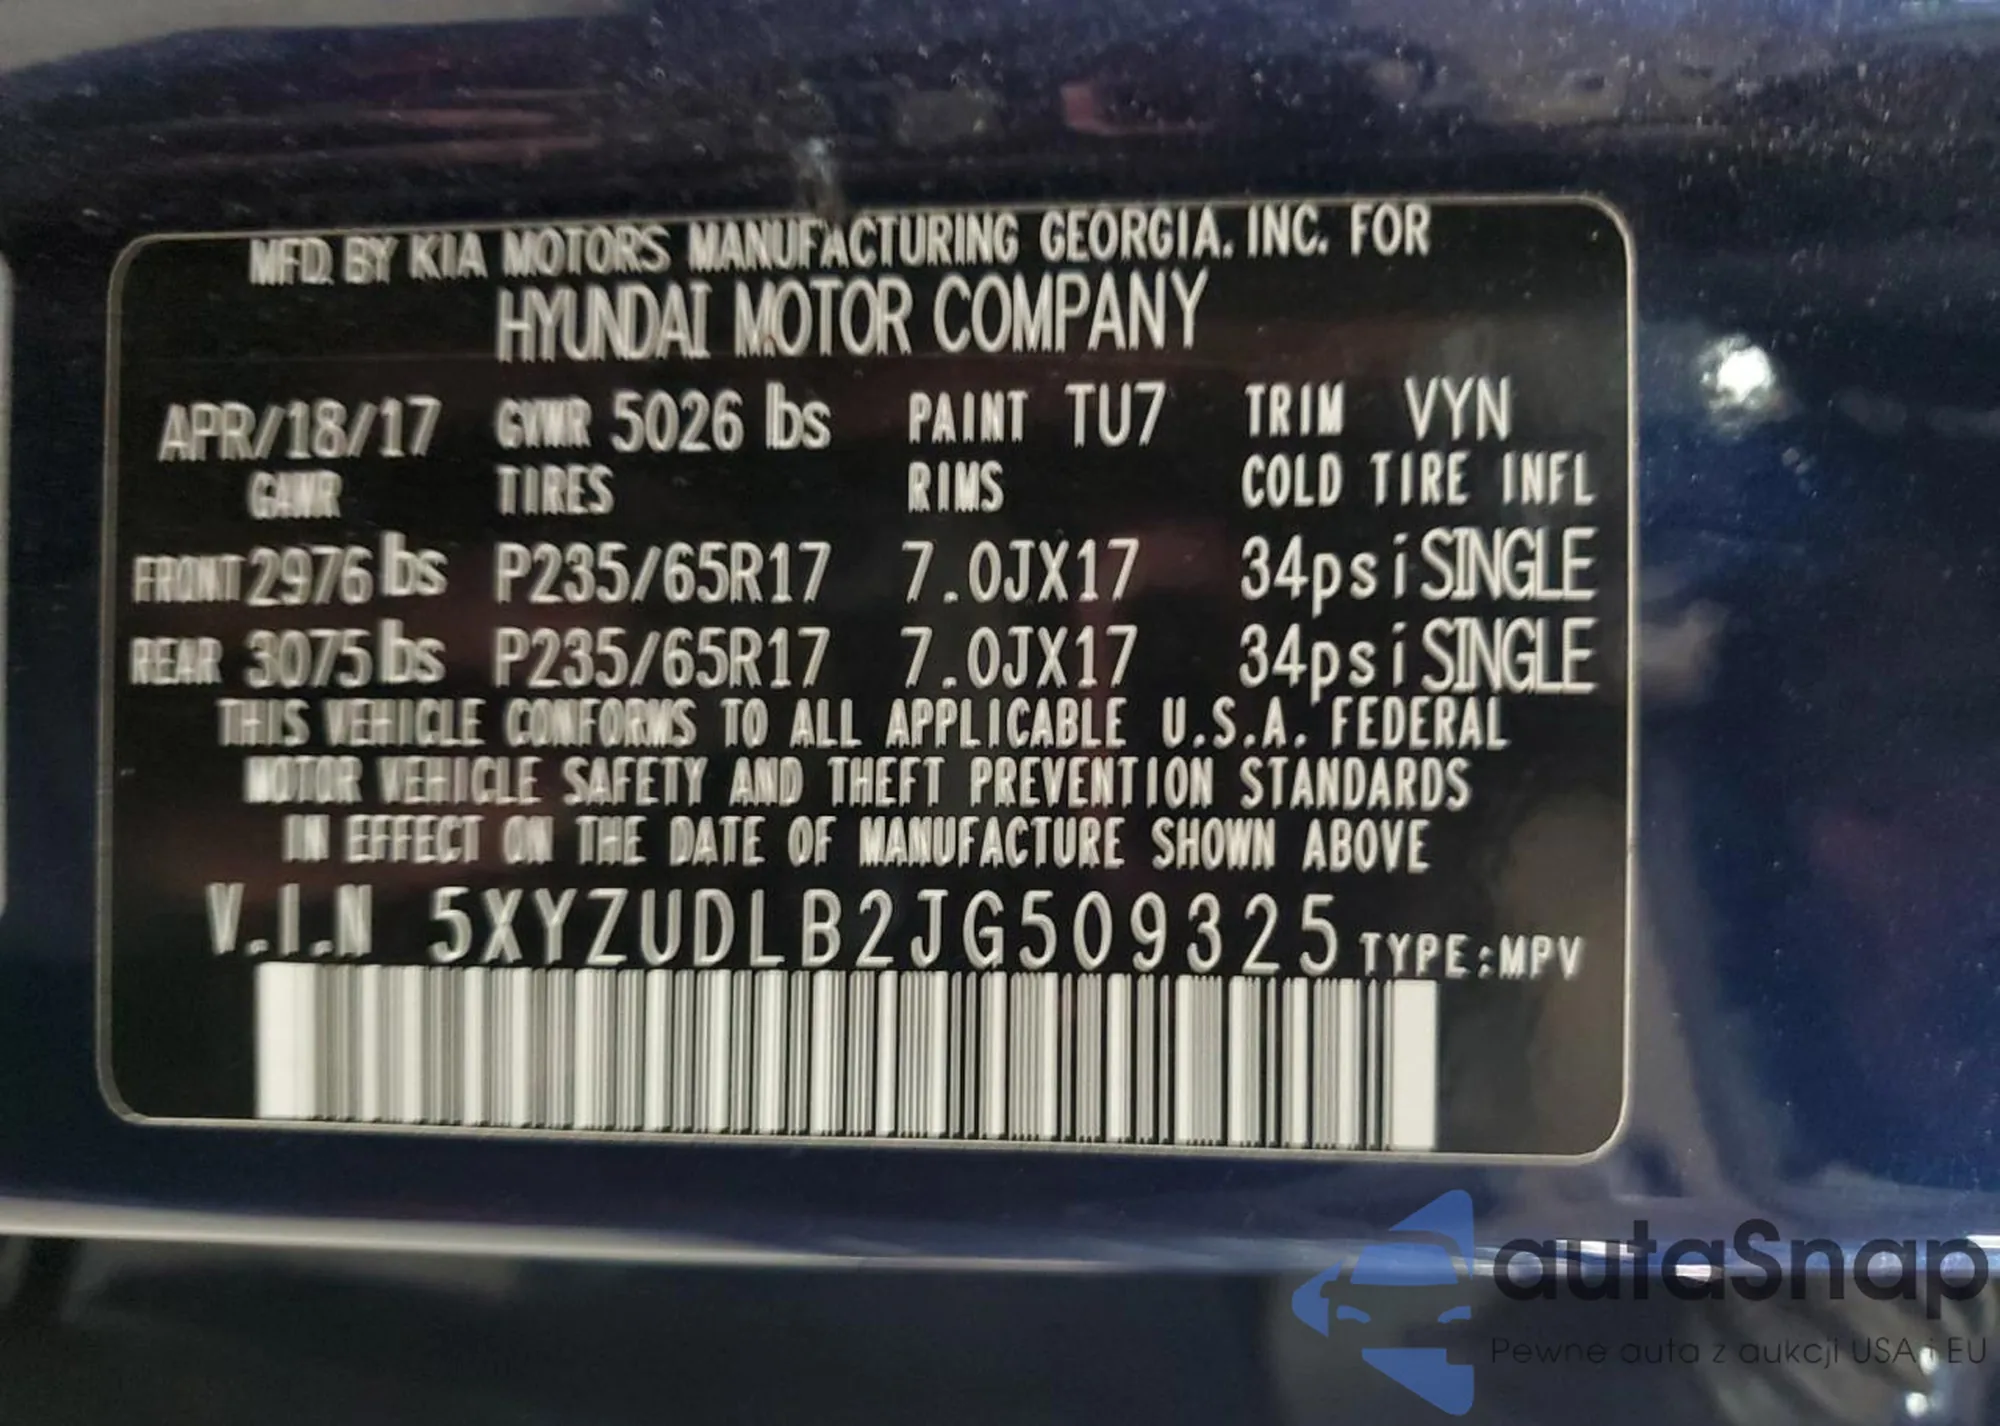 MFD. BY KIA MOTORS MANUFACTURING GEORGIA. INC. FOR
HYUNDAI MOTOR COMPANY
APR/18/17 GVWR 5026 lbs PAINT TU7 TRIM VYN
GAWR TIRES RIMS COLD TIRE INFL
FRONT 2976 lbs P235/65R17 7.0JX17 34psi SINGLE
REAR 3075 lbs P235/65R17 7.0JX17 34psi SINGLE
THIS VEHICLE CONFORMS TO ALL APPLICABLE U.S.A. FEDERAL
MOTOR VEHICLE SAFETY AND THEFT PREVENTION STANDARDS
IN EFFECT ON THE DATE OF MANUFACTURE SHOWN ABOVE
V.I.N 5XYZUDLB2JG509325 TYPE:MPV
autaSnap
Pewne auta z aukcji USA i EU